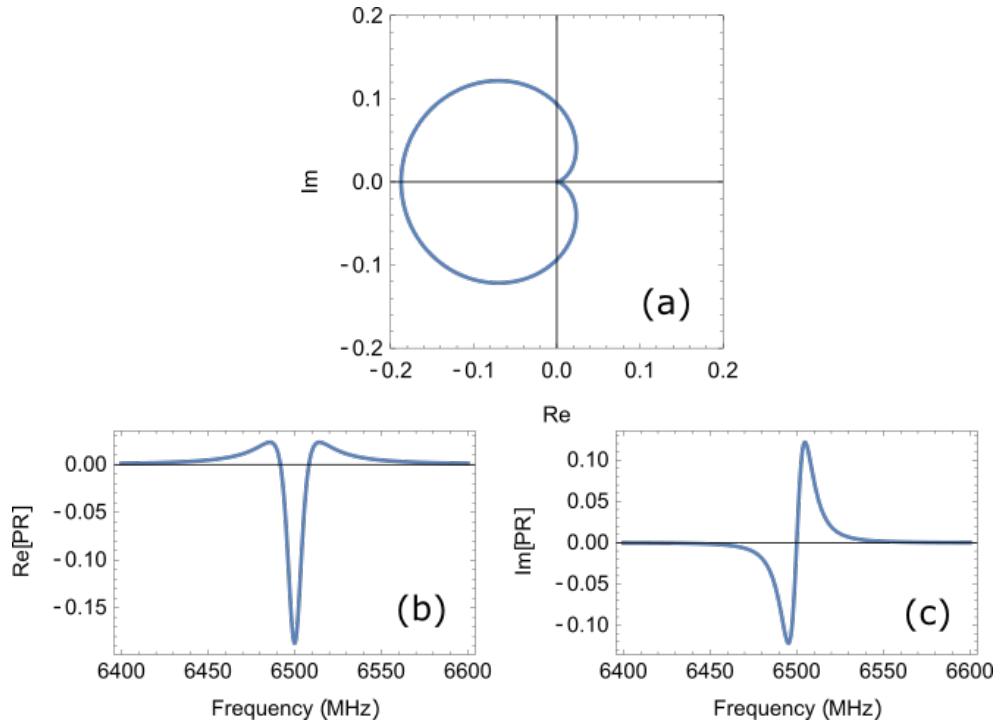 0.2
0.1
0.0
-0.1
-0.2
Im
(a)
-0.2 -0.1 0.0 0.1 0.2
Re
0.00
-0.05
-0.10
-0.15
Re[PR]
(b)
6400 6450 6500 6550 6600
Frequency (MHz)
0.10
0.05
0.00
-0.05
-0.10
Im[PR]
(c)
6400 6450 6500 6550 6600
Frequency (MHz)